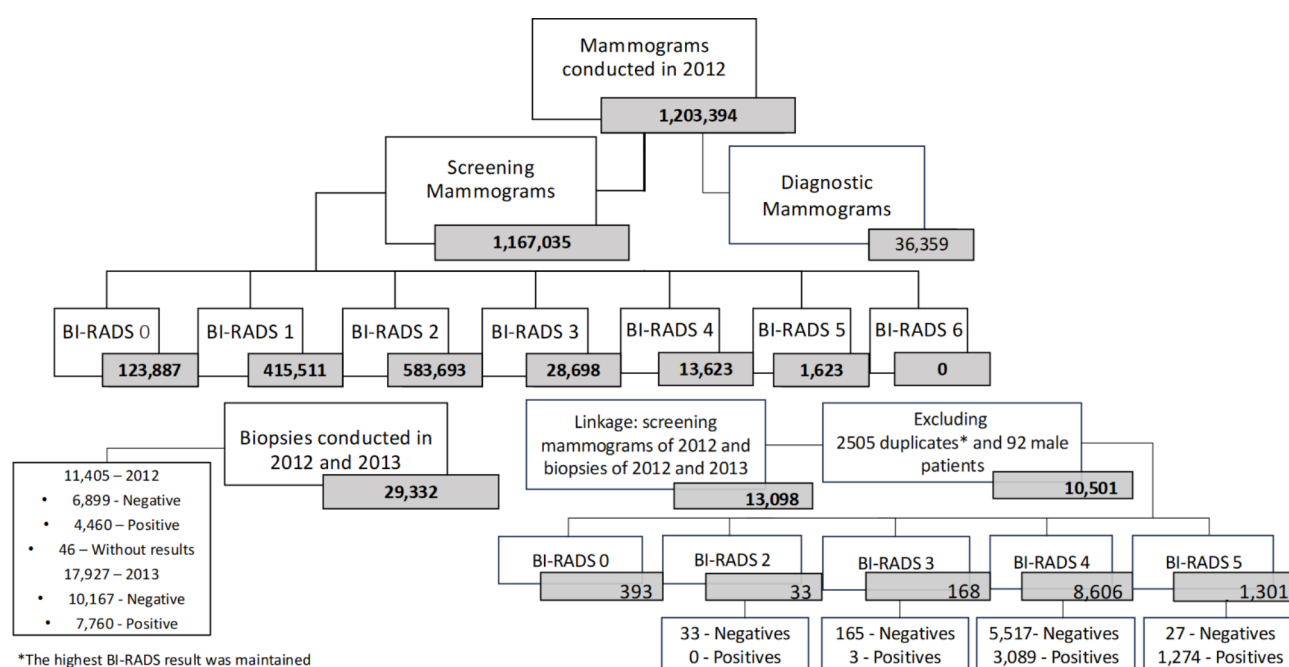 Mammograms
conducted in 2012
1,203,394
Screening
Mammograms
1,167,035
Diagnostic
Mammograms
36,359
BI-RADS 0
123,887
BI-RADS 1
415,511
BI-RADS 2
583,693
BI-RADS 3
28,698
BI-RADS 4
13,623
BI-RADS 5
1,623
BI-RADS 6
0
Biopsies conducted in
2012 and 2013
29,332
11,405 – 2012
• 6,899 - Negative
• 4,460 – Positive
• 46 – Without results
17,927 – 2013
• 10,167 - Negative
• 7,760 - Positive
Linkage: screening
mammograms of 2012 and
biopsies of 2012 and 2013
13,098
Excluding
2505 duplicates* and 92 male
patients
10,501
BI-RADS 0
393
BI-RADS 2
33
BI-RADS 3
168
BI-RADS 4
8,606
BI-RADS 5
1,301
33 - Negatives
0 - Positives
165 - Negatives
3 - Positives
5,517- Negatives
3,089 - Positives
27 - Negatives
1,274 - Positives
*The highest BI-RADS result was maintained